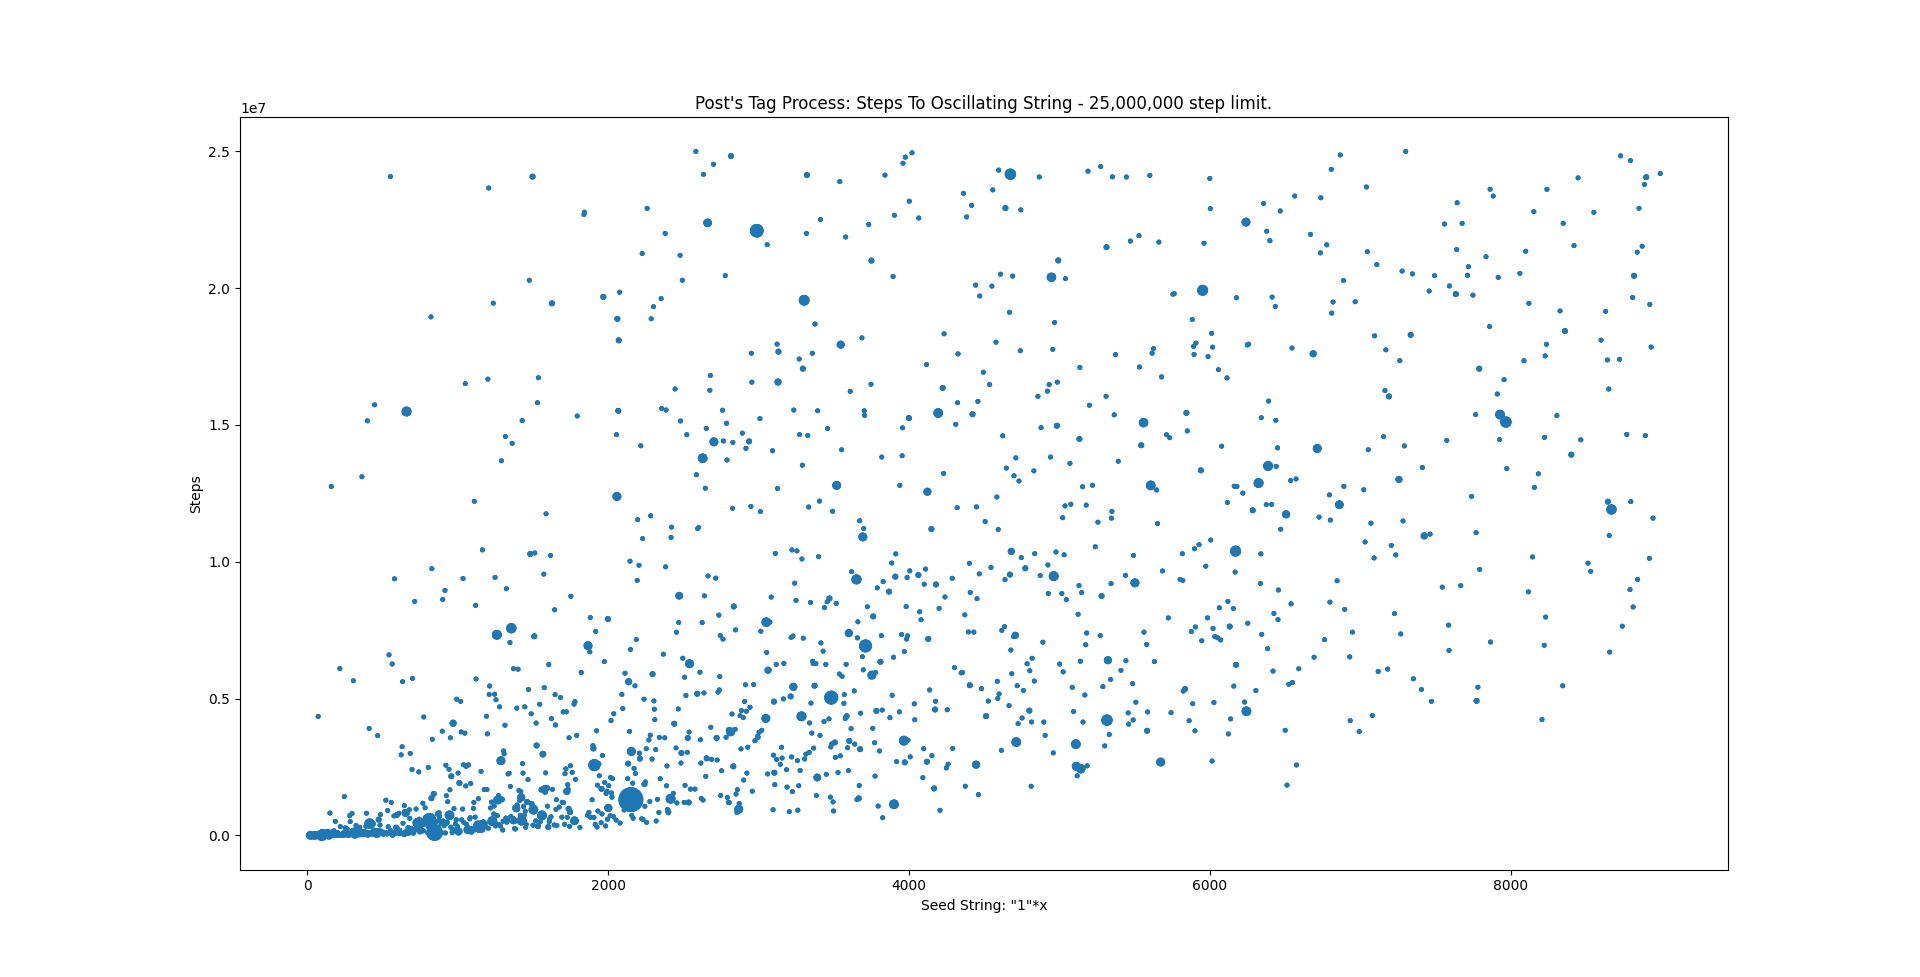 Post's Tag Process: Steps To Oscillating String - 25,000,000 step limit.
1e7
2.5
2.0
1.5
1.0
0.5
0.0
Steps
0 2000 4000 6000 8000
Seed String: "1"*x